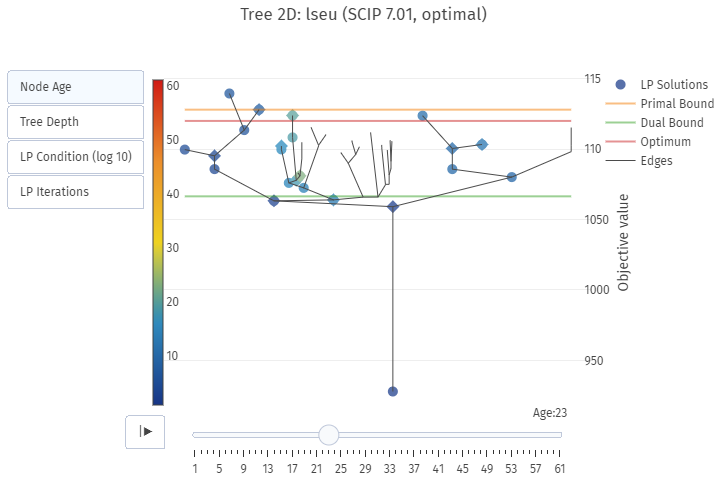 Tree 2D: lseu (SCIP 7.01, optimal)
Node Age
Tree Depth
LP Condition (log 10)
LP Iterations
60
50
40
30
20
10
115
110
1050
1000
950
Objective value
LP Solutions
Primal Bound
Dual Bound
Optimum
Edges
Age:23
1 5 9 13 17 21 25 29 33 37 41 45 49 53 57 61